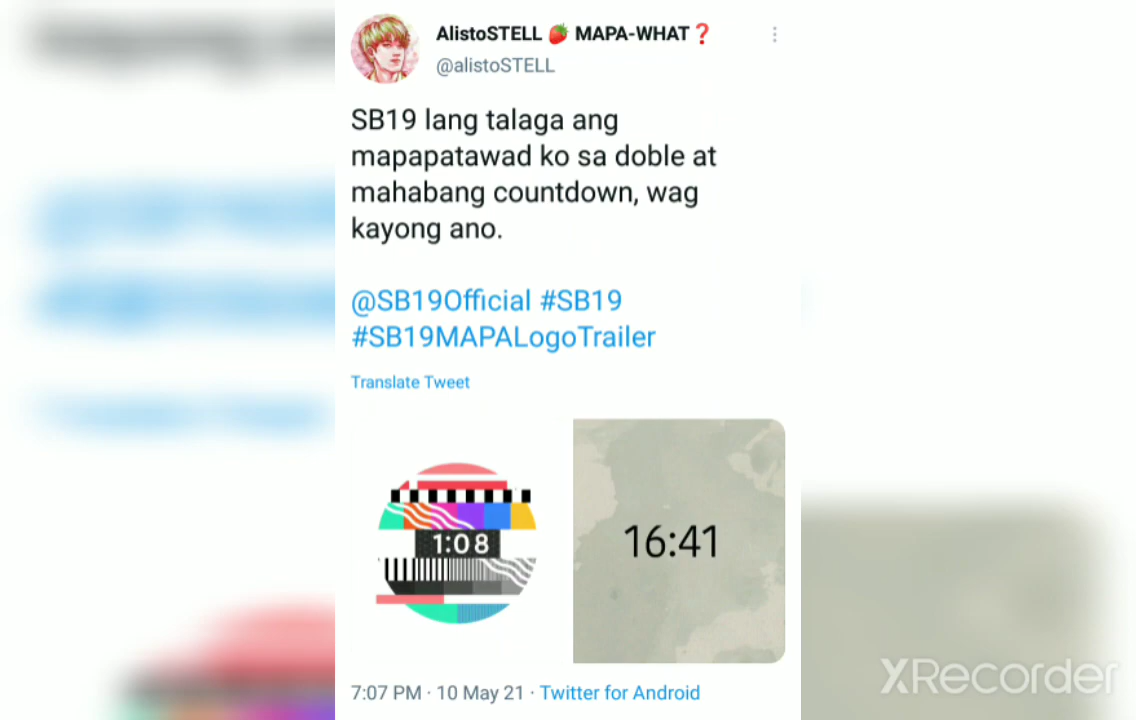 AlistoSTELL 🍓 MAPA-WHAT❓
@alistoSTELL
SB19 lang talaga ang
mapapatawad ko sa doble at
mahabang countdown, wag
kayong ano.
@SB19Official #SB19
#SB19MAPALogoTrailer
Translate Tweet
1:08
16:41
7:07 PM · 10 May 21 · Twitter for Android
XRecorder